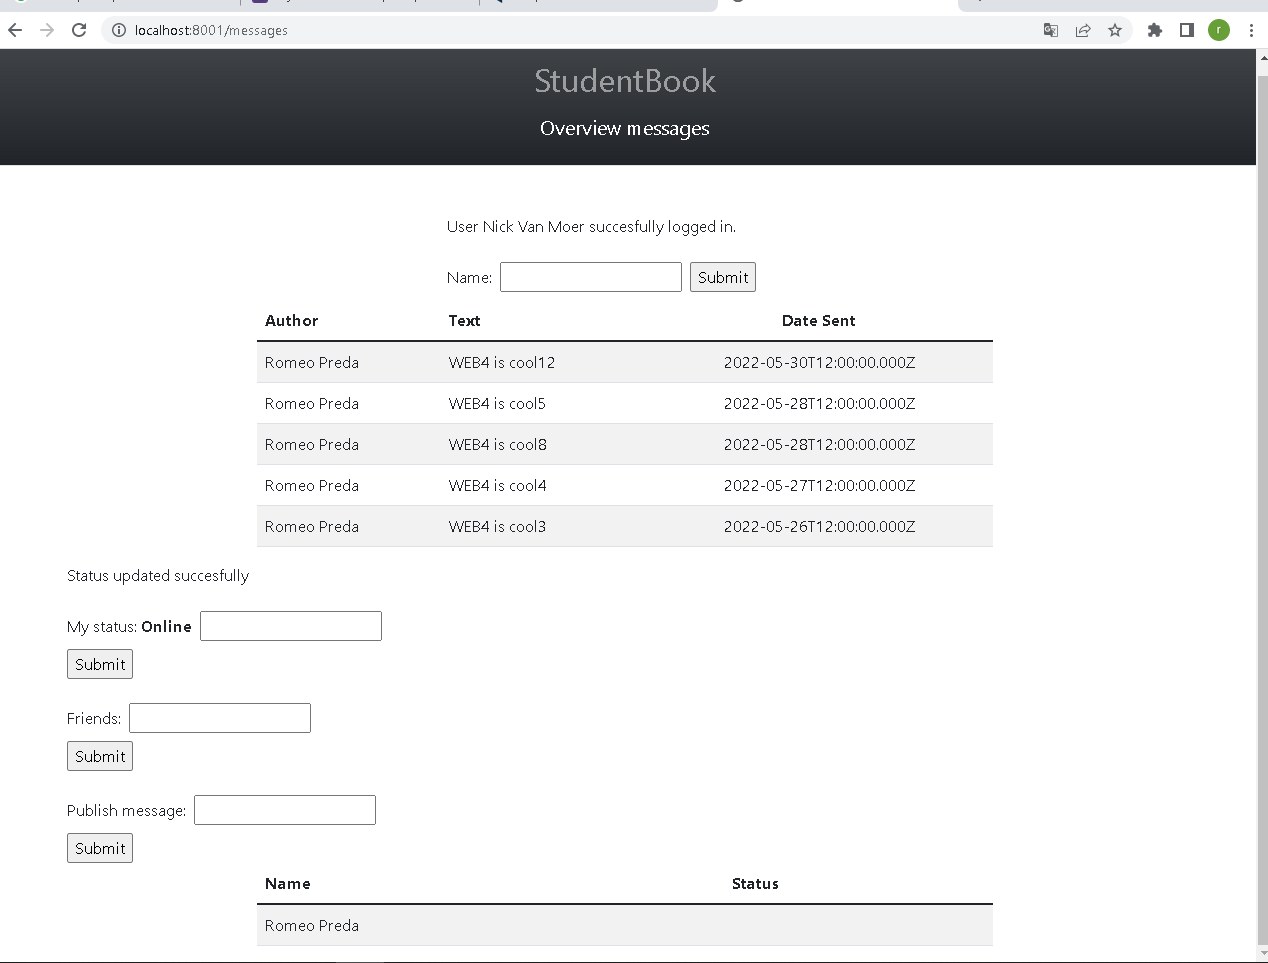 localhost:8001/messages
r
StudentBook
Overview messages
User Nick Van Moer succesfully logged in.
Name: Submit
Author Text Date Sent
Romeo Preda WEB4 is cool12 2022-05-30T12:00:00.000Z
Romeo Preda WEB4 is cool5 2022-05-28T12:00:00.000Z
Romeo Preda WEB4 is cool8 2022-05-28T12:00:00.000Z
Romeo Preda WEB4 is cool4 2022-05-27T12:00:00.000Z
Romeo Preda WEB4 is cool3 2022-05-26T12:00:00.000Z
Status updated succesfully
My status: Online
Submit
Friends:
Submit
Publish message:
Submit
Name Status
Romeo Preda